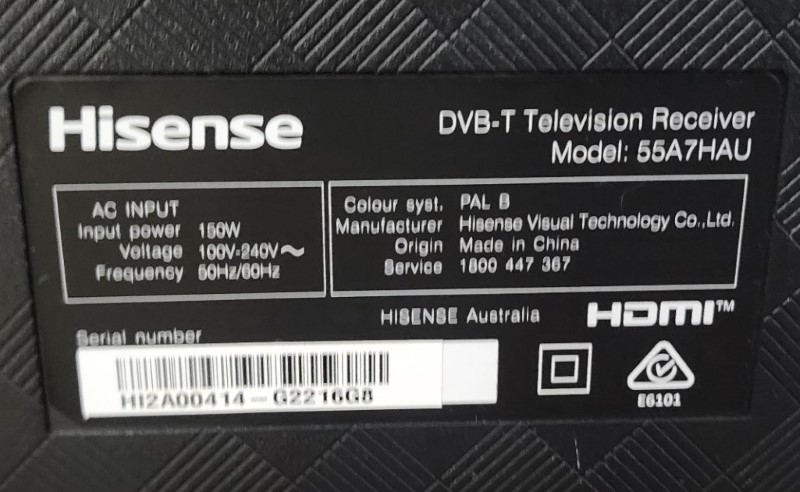 Hisense
DVB-T Television Receiver
Model: 55A7HAU
AC INPUT
Input power 150W
Voltage 100V-240V~
Frequency 50Hz/60Hz
Colour syst. PAL B
Manufacturer Hisense Visual Technology Co.,Ltd.
Origin Made in China
Service 1800 447 367
HISENSE Australia
HDMI™
Serial number
HI2A00414-G2216G8
E6101